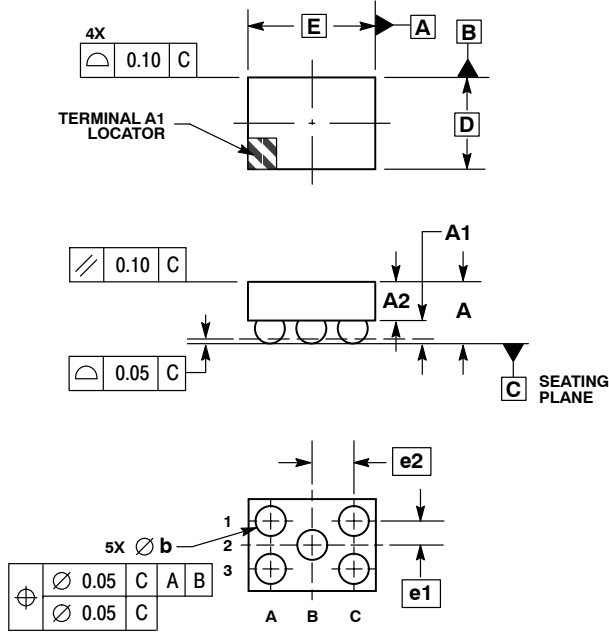 4X
⌓ 0.10 C
E
A
B
TERMINAL A1
LOCATOR
D
⫽ 0.10 C
A1
A2
A
⌓ 0.05 C
C
SEATING
PLANE
e2
1
2
3
5X ∅ b
⌖ ∅ 0.05 C A B
∅ 0.05 C
e1
A B C